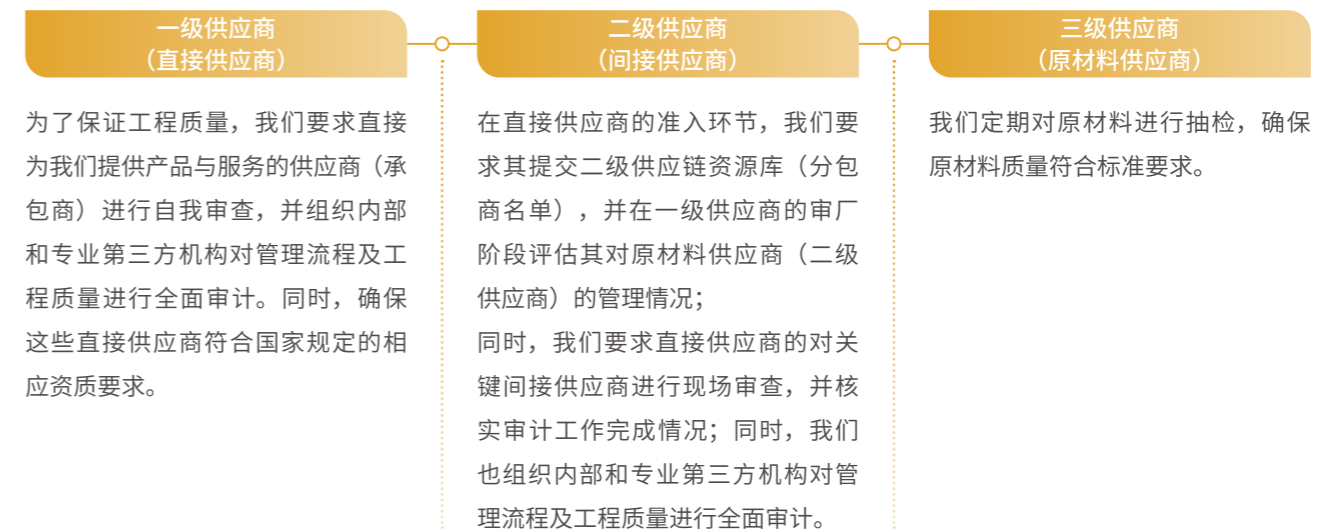 一级供应商
（直接供应商）
为了保证工程质量，我们要求直接
为我们提供产品与服务的供应商（承
包商）进行自我审查，并组织内部
和专业第三方机构对管理流程及工
程质量进行全面审计。同时，确保
这些直接供应商符合国家规定的相
应资质要求。
二级供应商
（间接供应商）
在直接供应商的准入环节，我们要
求其提交二级供应链资源库（分包
商名单），并在一级供应商的审厂
阶段评估其对原材料供应商（二级
供应商）的管理情况；
同时，我们要求直接供应商的对关
键间接供应商进行现场审查，并核
实审计工作完成情况；同时，我们
也组织内部和专业第三方机构对管
理流程及工程质量进行全面审计。
三级供应商
（原材料供应商）
我们定期对原材料进行抽检，确保
原材料质量符合标准要求。